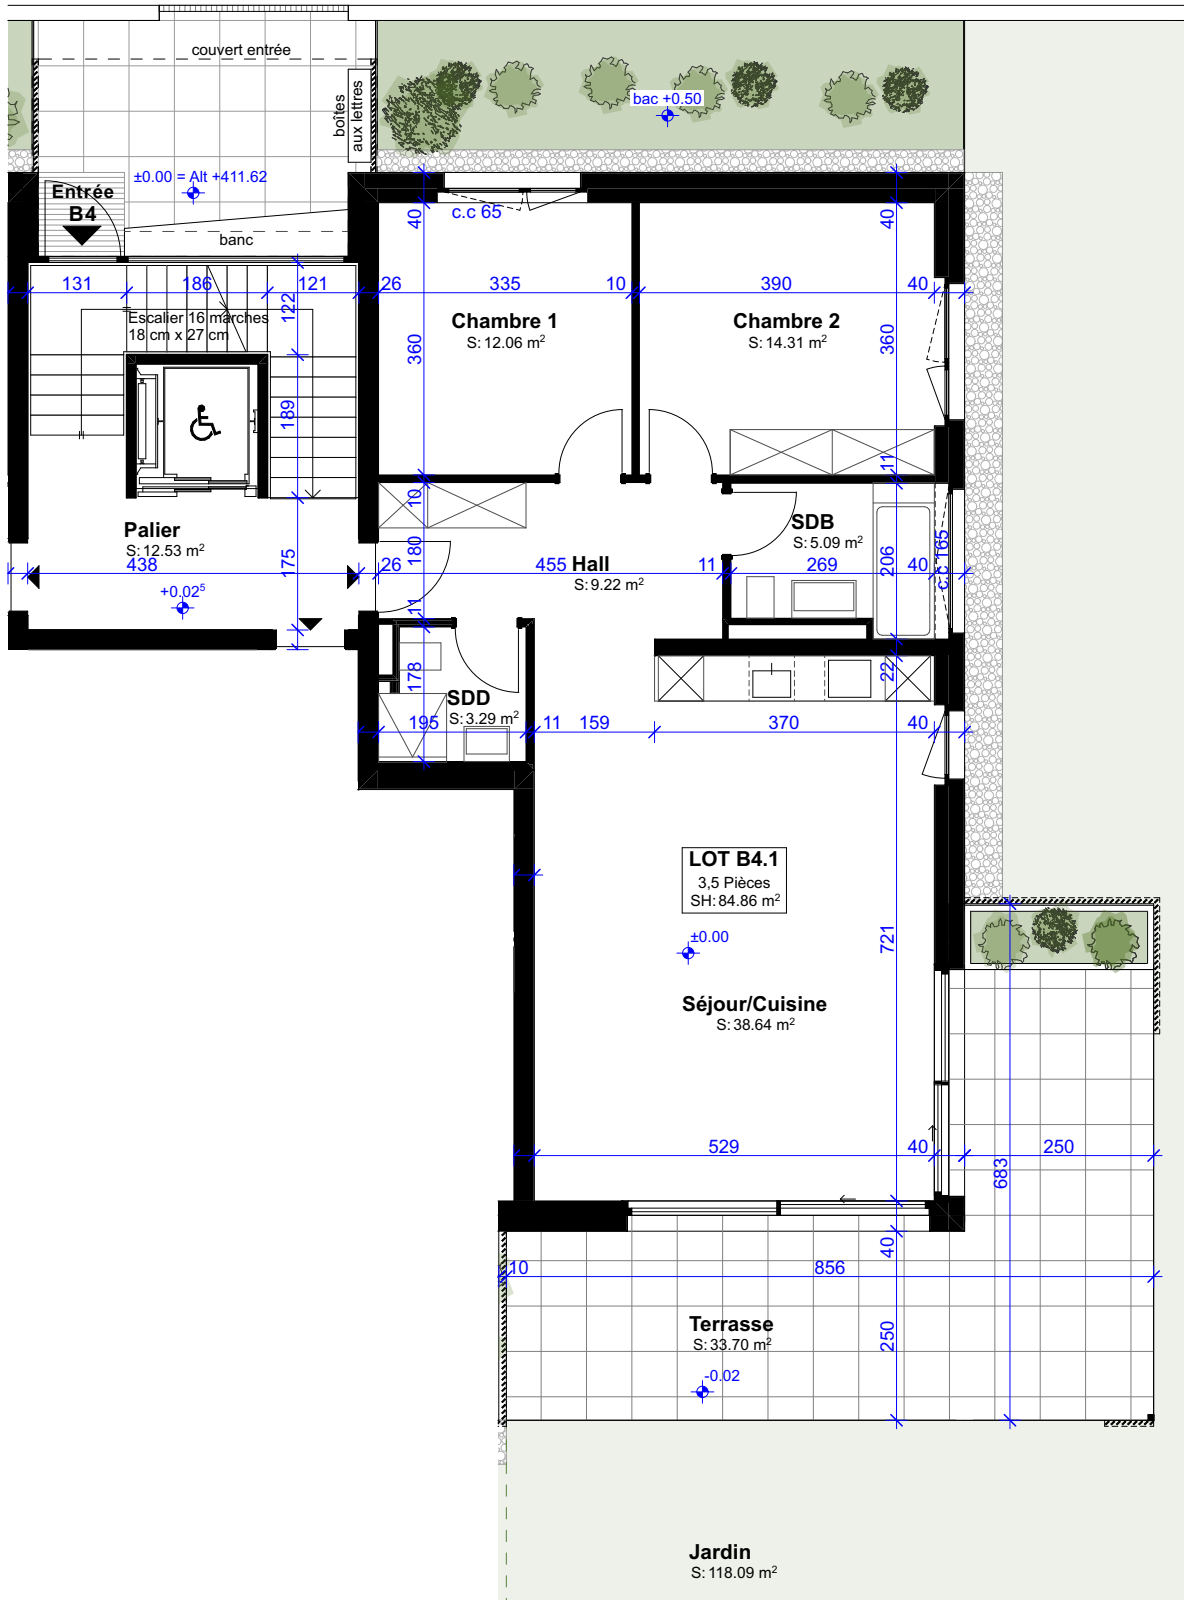 couvert entrée
boîtes
aux lettres
bac +0.50
±0.00 = Alt +411.62
Entrée
B4
banc
c.c 65
40
40
131
186
121
26
335
10
390
40
122
Escalier 16 marches
18 cm x 27 cm
Chambre 1
S: 12.06 m²
Chambre 2
S: 14.31 m²
360
360
189
11
10
Palier
S: 12.53 m²
438
+0.02⁵
175
26
180
455
Hall
S: 9.22 m²
11
SDB
S: 5.09 m²
269
206
40
c.c 165
11
178
SDD
S: 3.29 m²
195
11
159
370
22
40
LOT B4.1
3,5 Pièces
SH: 84.86 m²
±0.00
721
Séjour/Cuisine
S: 38.64 m²
529
40
250
683
40
10
856
Terrasse
S: 33.70 m²
250
-0.02
Jardin
S: 118.09 m²